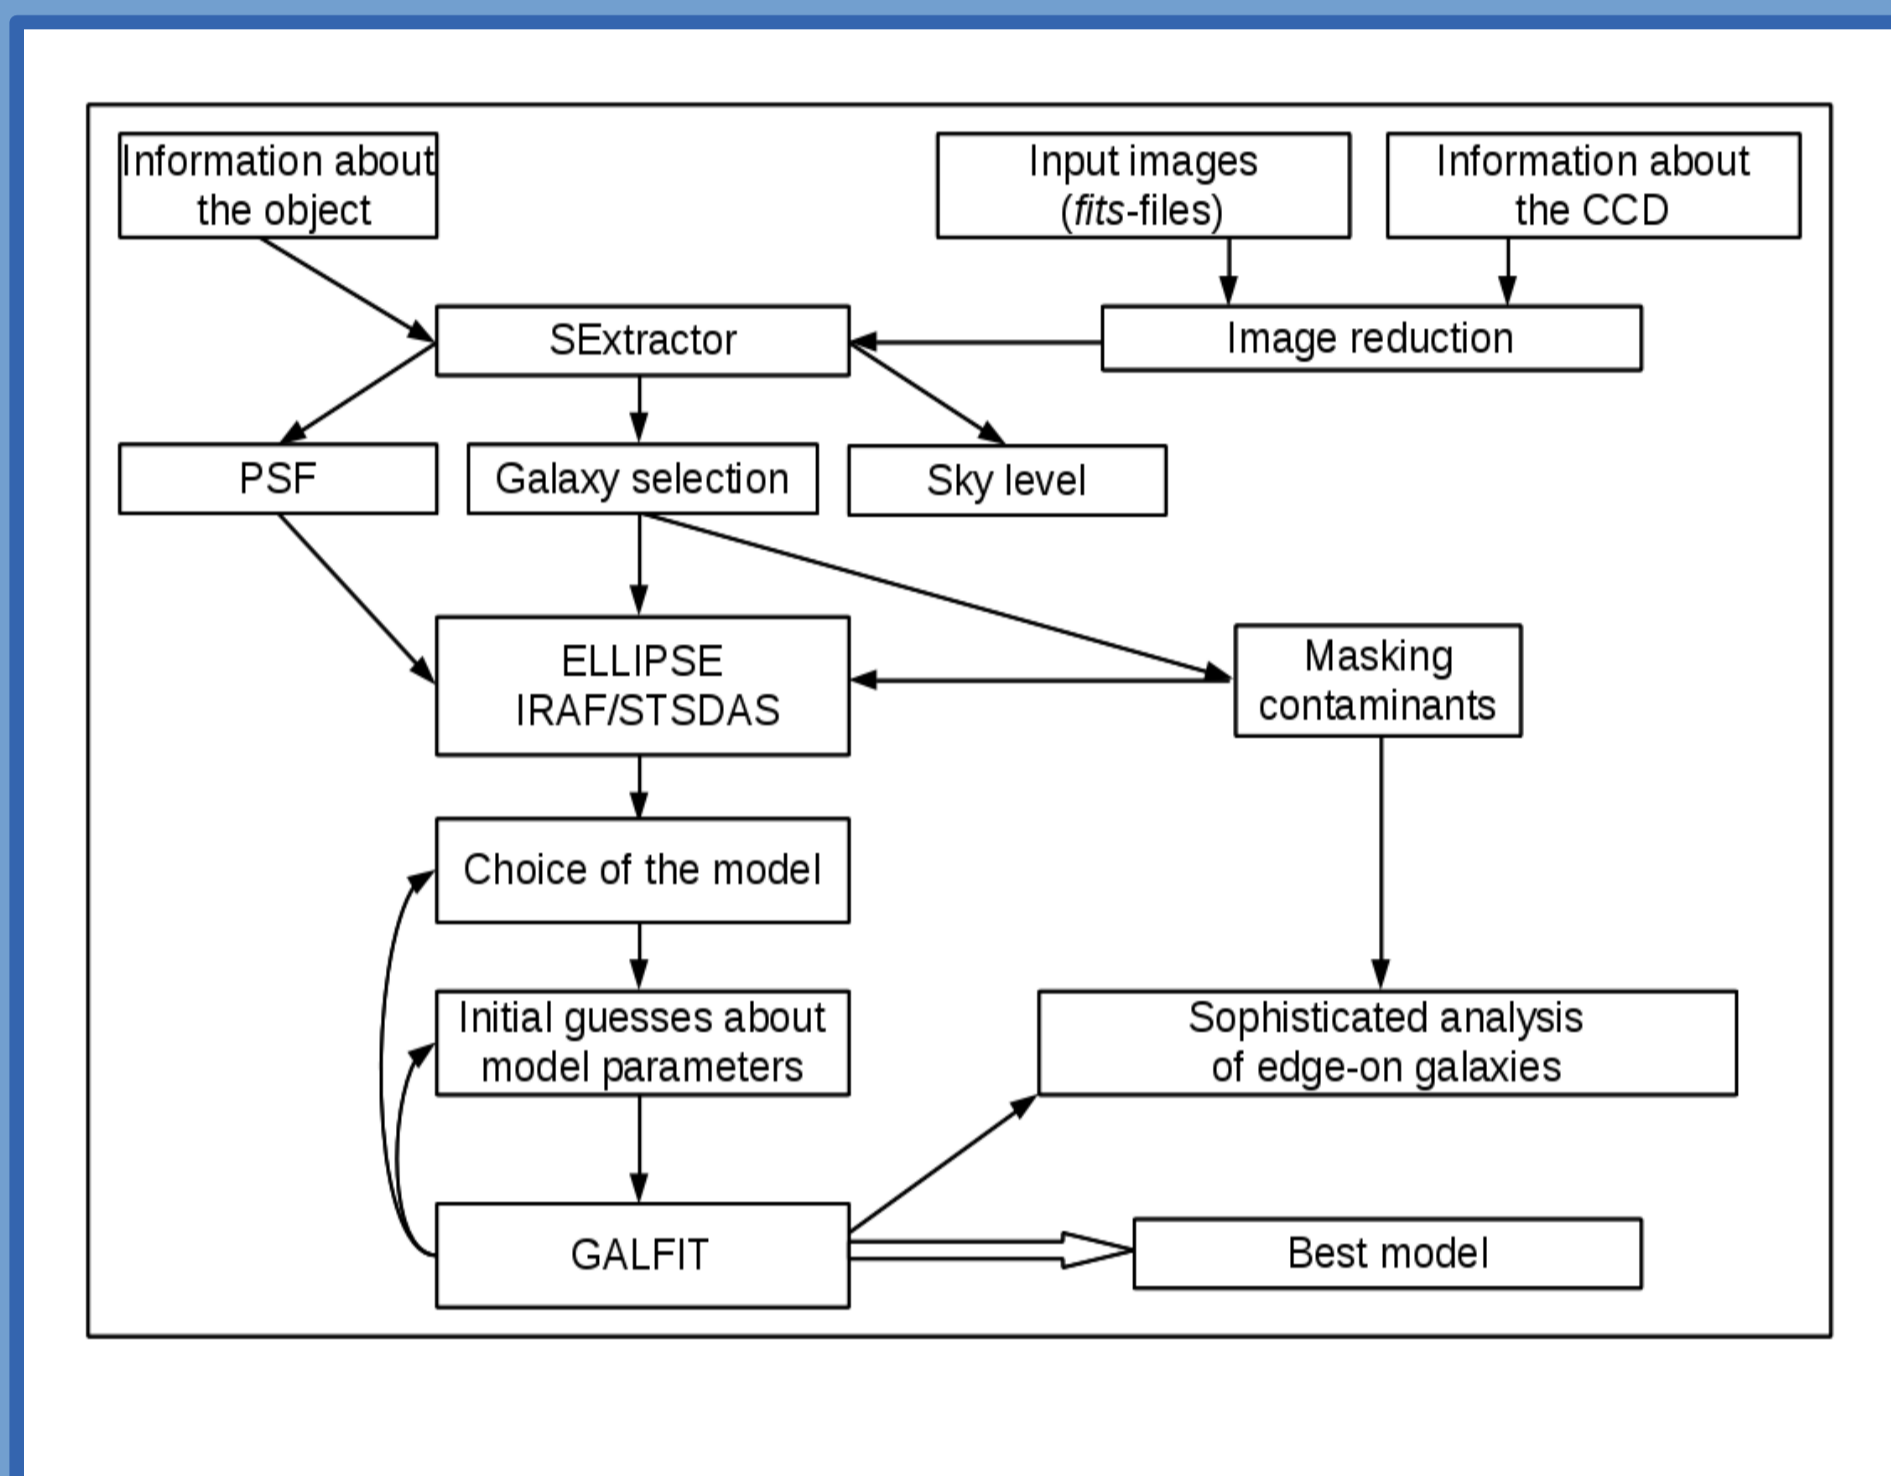 Information about
the object
Input images
(fits-files)
Information about
the CCD
SExtractor
Image reduction
PSF
Galaxy selection
Sky level
ELLIPSE
IRAF/STSDAS
Masking
contaminants
Choice of the model
Initial guesses about
model parameters
Sophisticated analysis
of edge-on galaxies
GALFIT
Best model